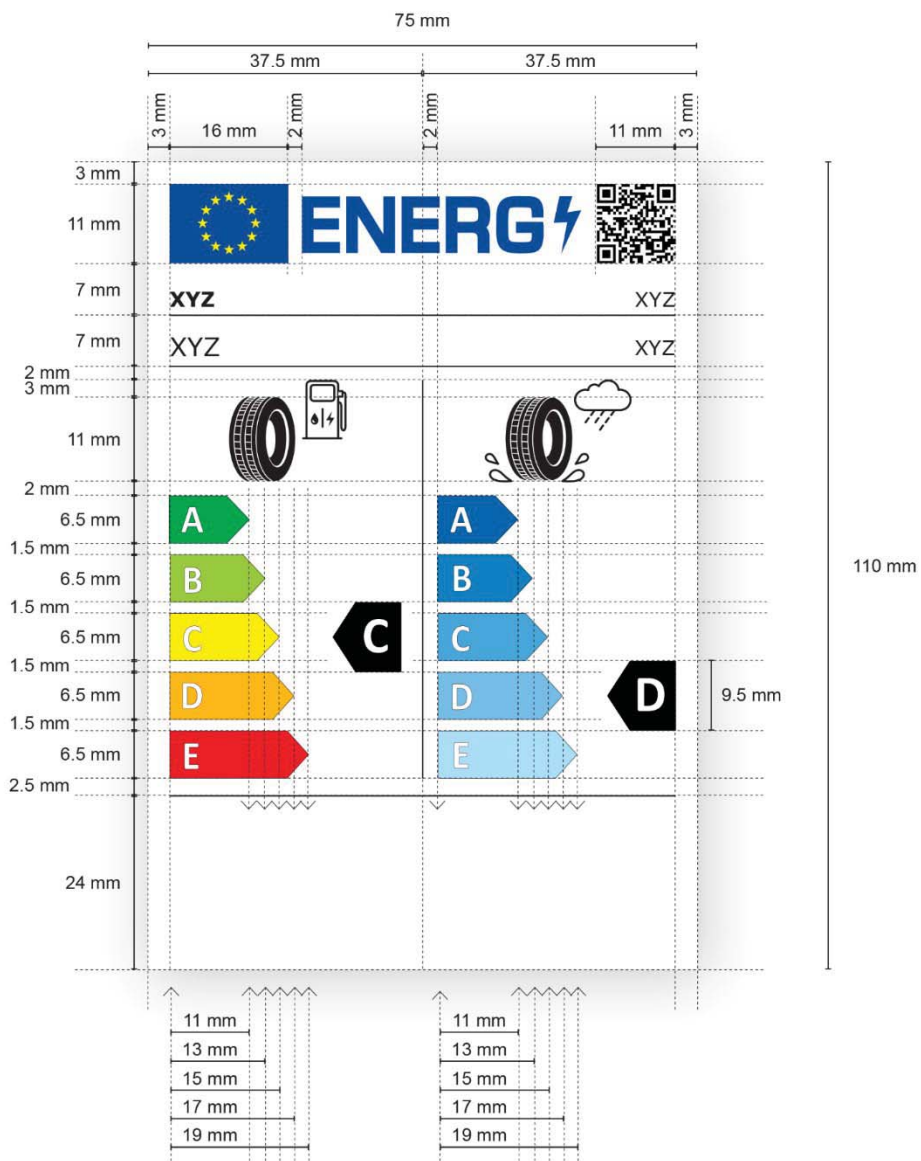 75 mm
37.5 mm 37.5 mm
3 mm 16 mm 2 mm 2 mm 11 mm 3 mm
3 mm
11 mm ENERG
7 mm XYZ XYZ
7 mm XYZ XYZ
2 mm
3 mm
11 mm
2 mm
6.5 mm A A
1.5 mm
6.5 mm B B 110 mm
1.5 mm
6.5 mm C C C
1.5 mm
6.5 mm D D D 9.5 mm
1.5 mm
6.5 mm E E
2.5 mm
24 mm
11 mm 11 mm
13 mm 13 mm
15 mm 15 mm
17 mm 17 mm
19 mm 19 mm